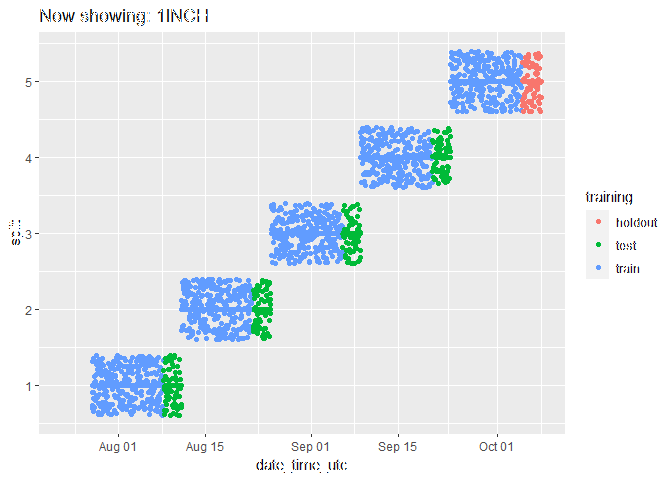 Now showing: 1INCH
5
4
3
2
1
split
Aug 01
Aug 15
Sep 01
Sep 15
Oct 01
date_time_utc
training
holdout
test
train